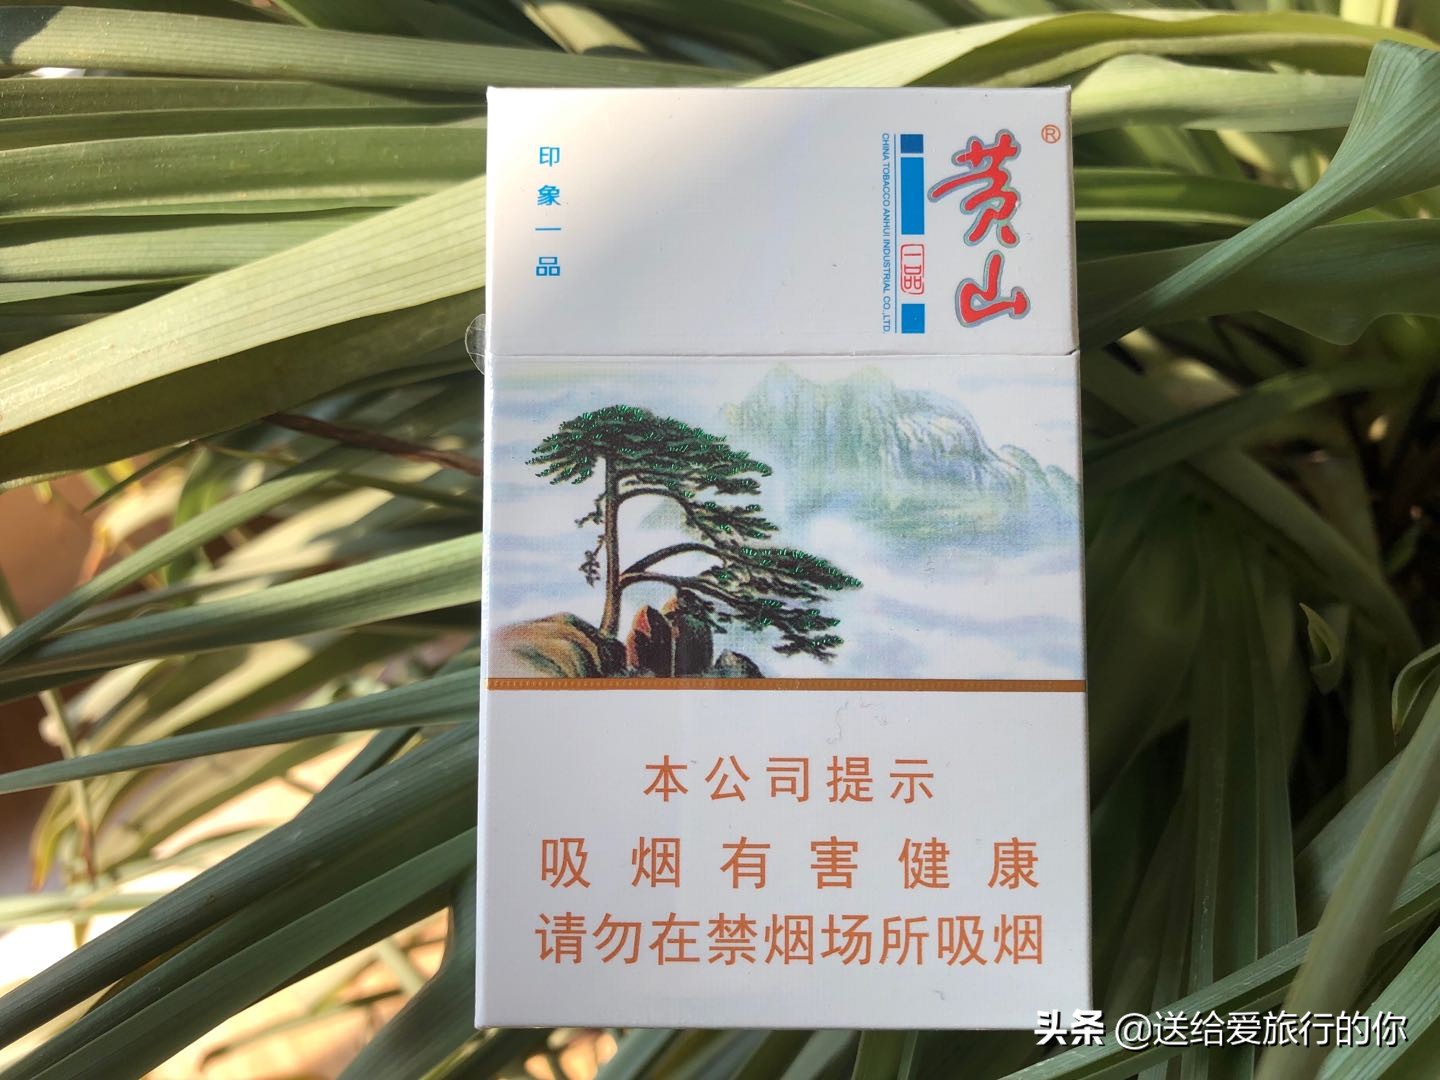 印象一品
黄山®
一品
CHINA TOBACCO ANHUI INDUSTRIAL CO.,LTD.
本公司提示
吸烟有害健康
请勿在禁烟场所吸烟
头条 @送给爱旅行的你